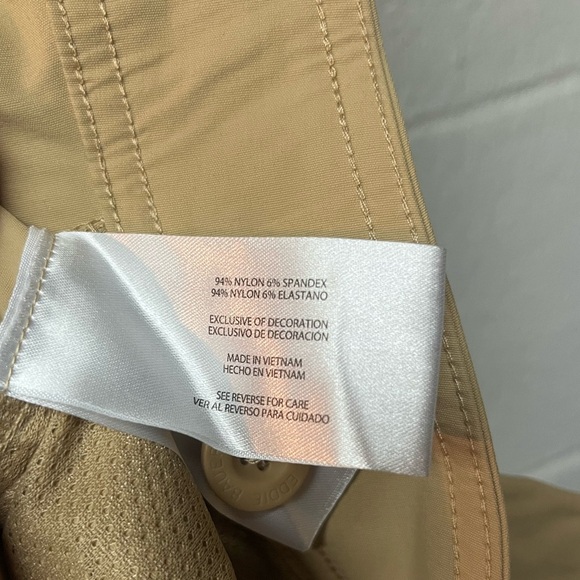 94% NYLON 6% SPANDEX
94% NYLON 6% ELASTANO
EXCLUSIVE OF DECORATION
EXCLUSIVO DE DECORACIÓN
MADE IN VIETNAM
HECHO EN VIETNAM
SEE REVERSE FOR CARE
VER AL REVERSO PARA CUIDADO